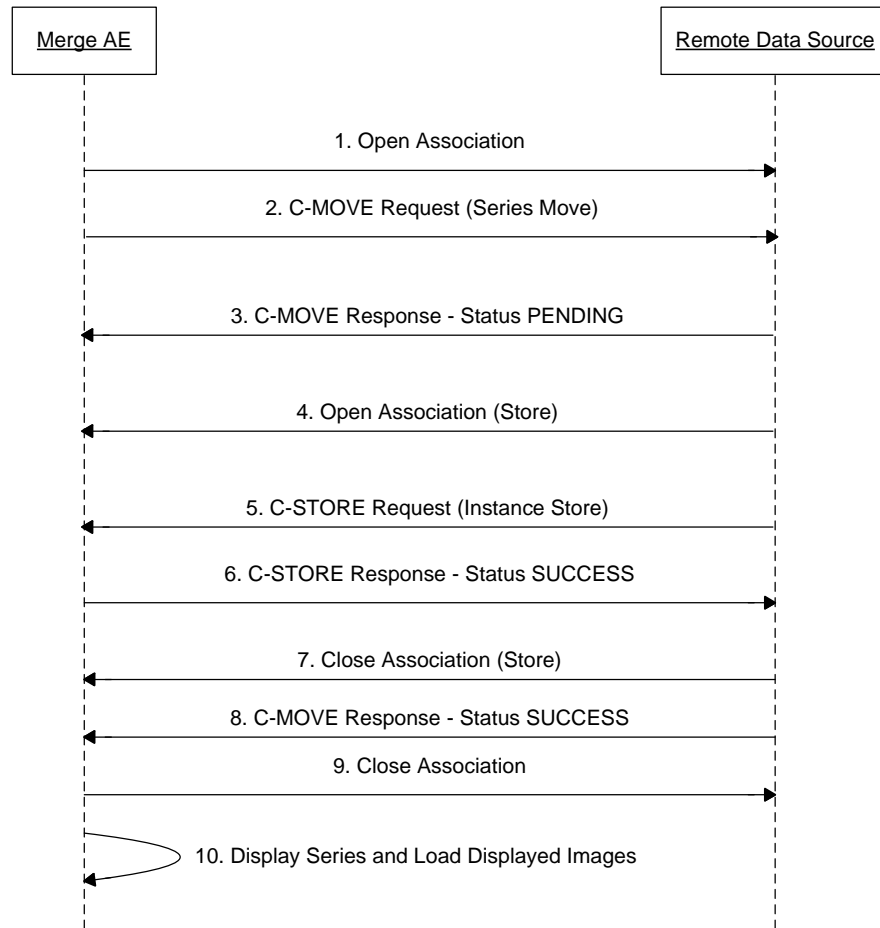 Merge AE
Remote Data Source
1. Open Association
2. C-MOVE Request (Series Move)
3. C-MOVE Response - Status PENDING
4. Open Association (Store)
5. C-STORE Request (Instance Store)
6. C-STORE Response - Status SUCCESS
7. Close Association (Store)
8. C-MOVE Response - Status SUCCESS
9. Close Association
10. Display Series and Load Displayed Images